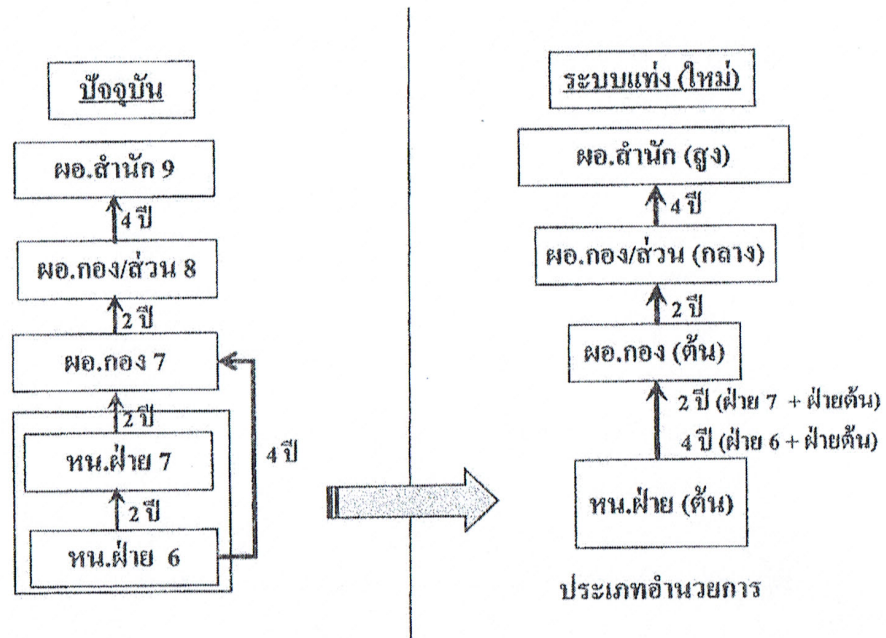 ปัจจุบัน
ผอ.สำนัก 9
4 ปี
ผอ.กอง/ส่วน 8
2 ปี
ผอ.กอง 7
2 ปี
หน.ฝ่าย 7
4 ปี
2 ปี
หน.ฝ่าย 6
ระบบแท่ง (ใหม่)
ผอ.สำนัก (สูง)
4 ปี
ผอ.กอง/ส่วน (กลาง)
2 ปี
ผอ.กอง (ต้น)
2 ปี (ฝ่าย 7 + ฝ่ายต้น)
4 ปี (ฝ่าย 6 + ฝ่ายต้น)
หน.ฝ่าย (ต้น)
ประเภทอำนวยการ